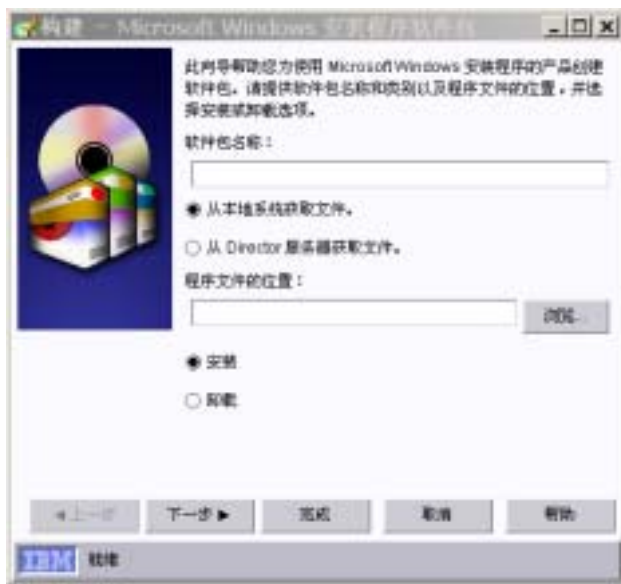 构建 - Microsoft Windows 安装程序软件包
此向导帮助您为使用 Microsoft Windows 安装程序的产品创建
软件包。请提供软件包名称和类别以及程序文件的位置，并选
择安装或卸载选项。
软件包名称：
从本地系统获取文件。
从 Director 服务器获取文件。
程序文件的位置：
浏览...
安装
卸载
上一步
下一步
完成
取消
帮助
IBM 就绪